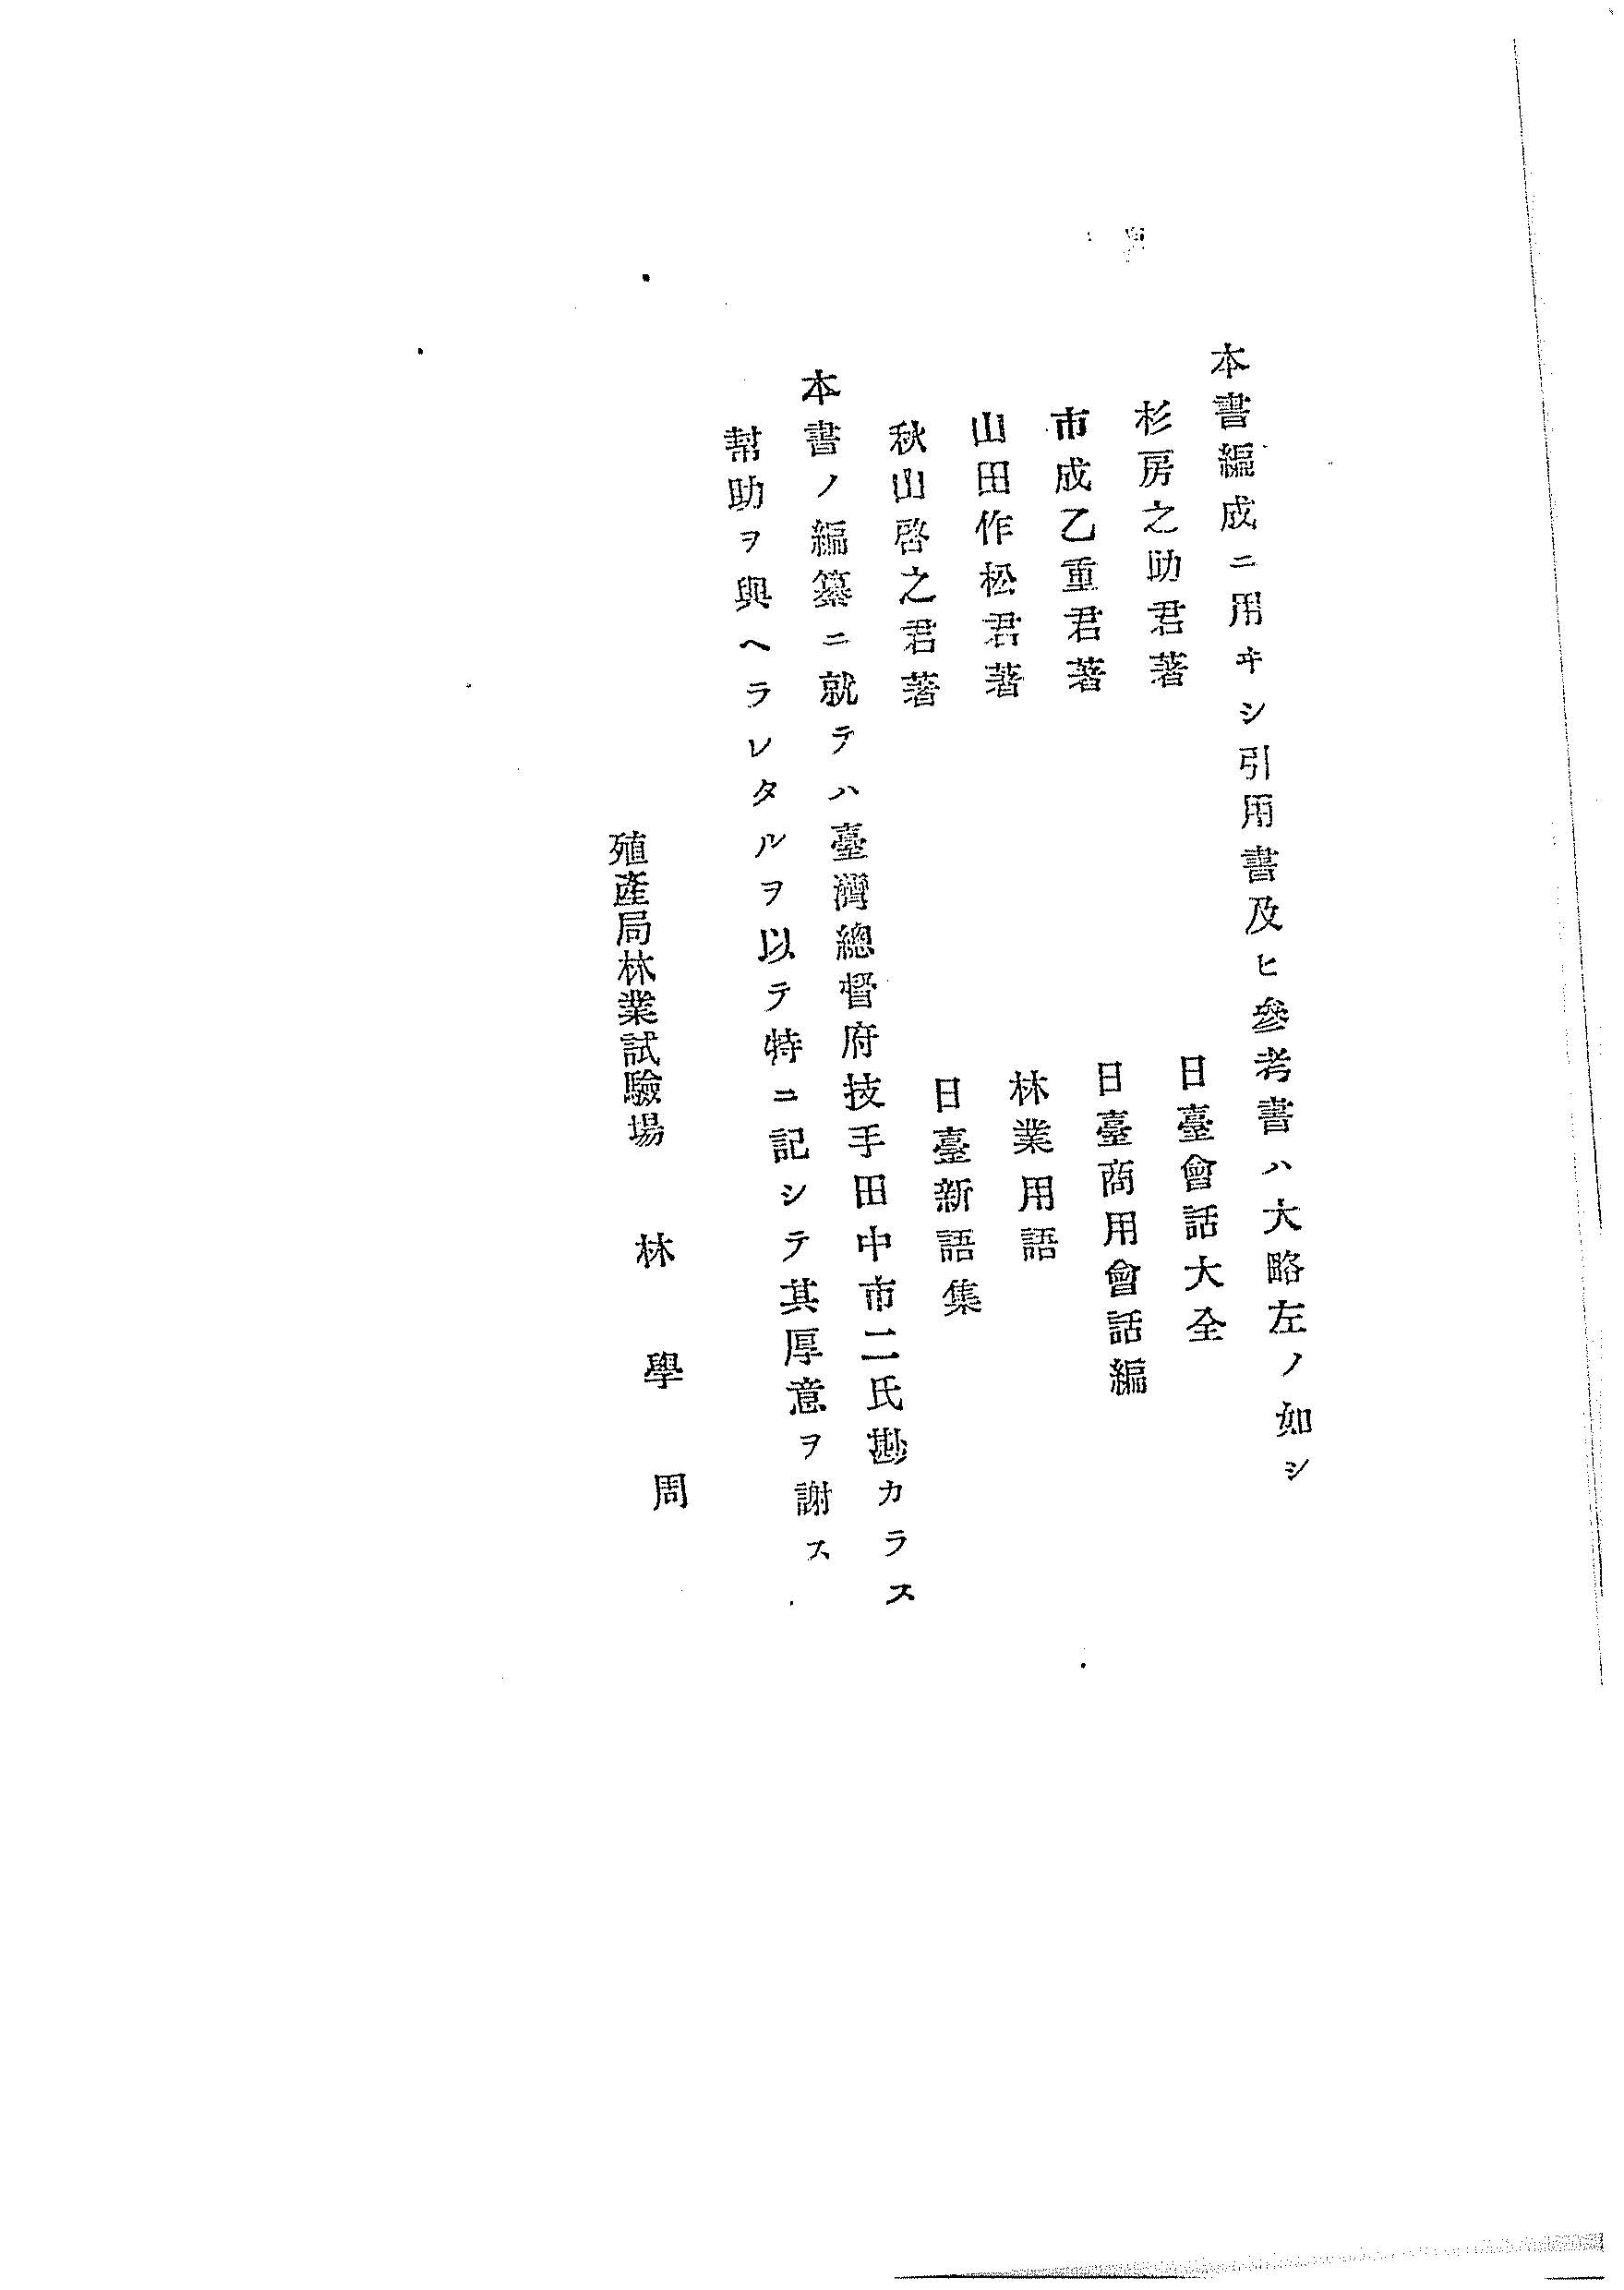 本書編成ニ用ヰシ引用書及ヒ參考書ハ大略左ノ如シ
杉房之助君著　日臺會話大全
市成乙重君著　日臺商用會話編
山田作松君著　林業用語
秋山啓之君著　日臺新語集
本書ノ編纂ニ就テハ臺灣總督府技手田中市二氏尠カラス
幇助ヲ與ヘラレタルヲ以テ特ニ記シテ其厚意ヲ謝ス
殖產局林業試驗場　林學周